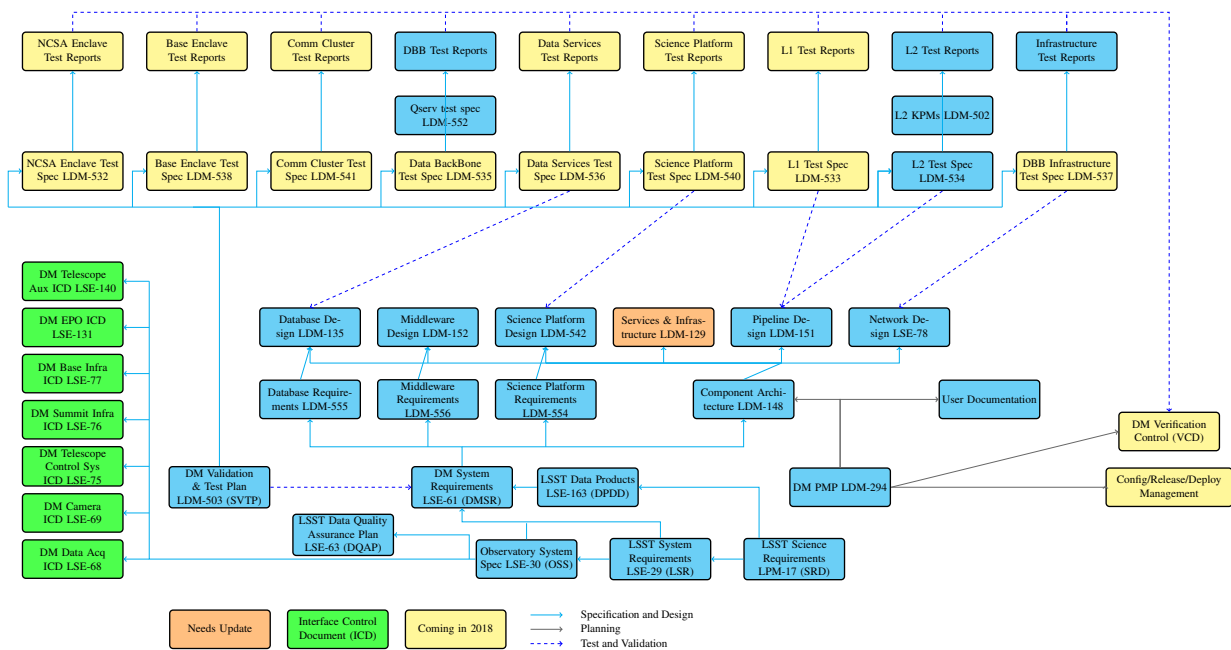 NCSA Enclave
Test Reports
Base Enclave
Test Reports
Comm Cluster
Test Reports
DBB Test Reports
Data Services
Test Reports
Science Platform
Test Reports
L1 Test Reports
L2 Test Reports
Infrastructure
Test Reports
Qserv test spec
LDM-552
L2 KPMs LDM-502
NCSA Enclave Test
Spec LDM-532
Base Enclave Test
Spec LDM-538
Comm Cluster Test
Spec LDM-541
Data BackBone
Test Spec LDM-535
Data Services Test
Spec LDM-536
Science Platform
Test Spec LDM-540
L1 Test Spec
LDM-533
L2 Test Spec
LDM-534
DBB Infrastructure
Test Spec LDM-537
DM Telescope
Aux ICD LSE-140
DM EPO ICD
LSE-131
DM Base Infra
ICD LSE-77
DM Summit Infra
ICD LSE-76
DM Telescope
Control Sys
ICD LSE-75
DM Camera
ICD LSE-69
DM Data Acq
ICD LSE-68
Database De-
sign LDM-135
Middleware
Design LDM-152
Science Platform
Design LDM-542
Services & Infra-
structure LDM-129
Pipeline De-
sign LDM-151
Network De-
sign LSE-78
Database Require-
ments LDM-555
Middleware
Requirements
LDM-556
Science Platform
Requirements
LDM-554
Component Archi-
tecture LDM-148
User Documentation
DM Verification
Control (VCD)
DM Validation
& Test Plan
LDM-503 (SVTP)
DM System
Requirements
LSE-61 (DMSR)
LSST Data Products
LSE-163 (DPDD)
DM PMP LDM-294
Config/Release/Deploy
Management
LSST Data Quality
Assurance Plan
LSE-63 (DQAP)
Observatory System
Spec LSE-30 (OSS)
LSST System
Requirements
LSE-29 (LSR)
LSST Science
Requirements
LPM-17 (SRD)
Needs Update
Interface Control
Document (ICD)
Coming in 2018
Specification and Design
Planning
Test and Validation